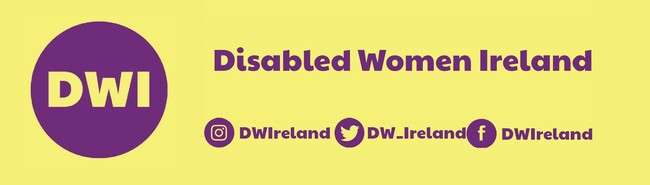 DWI
Disabled Women Ireland
DWIreland DW_Ireland DWIreland